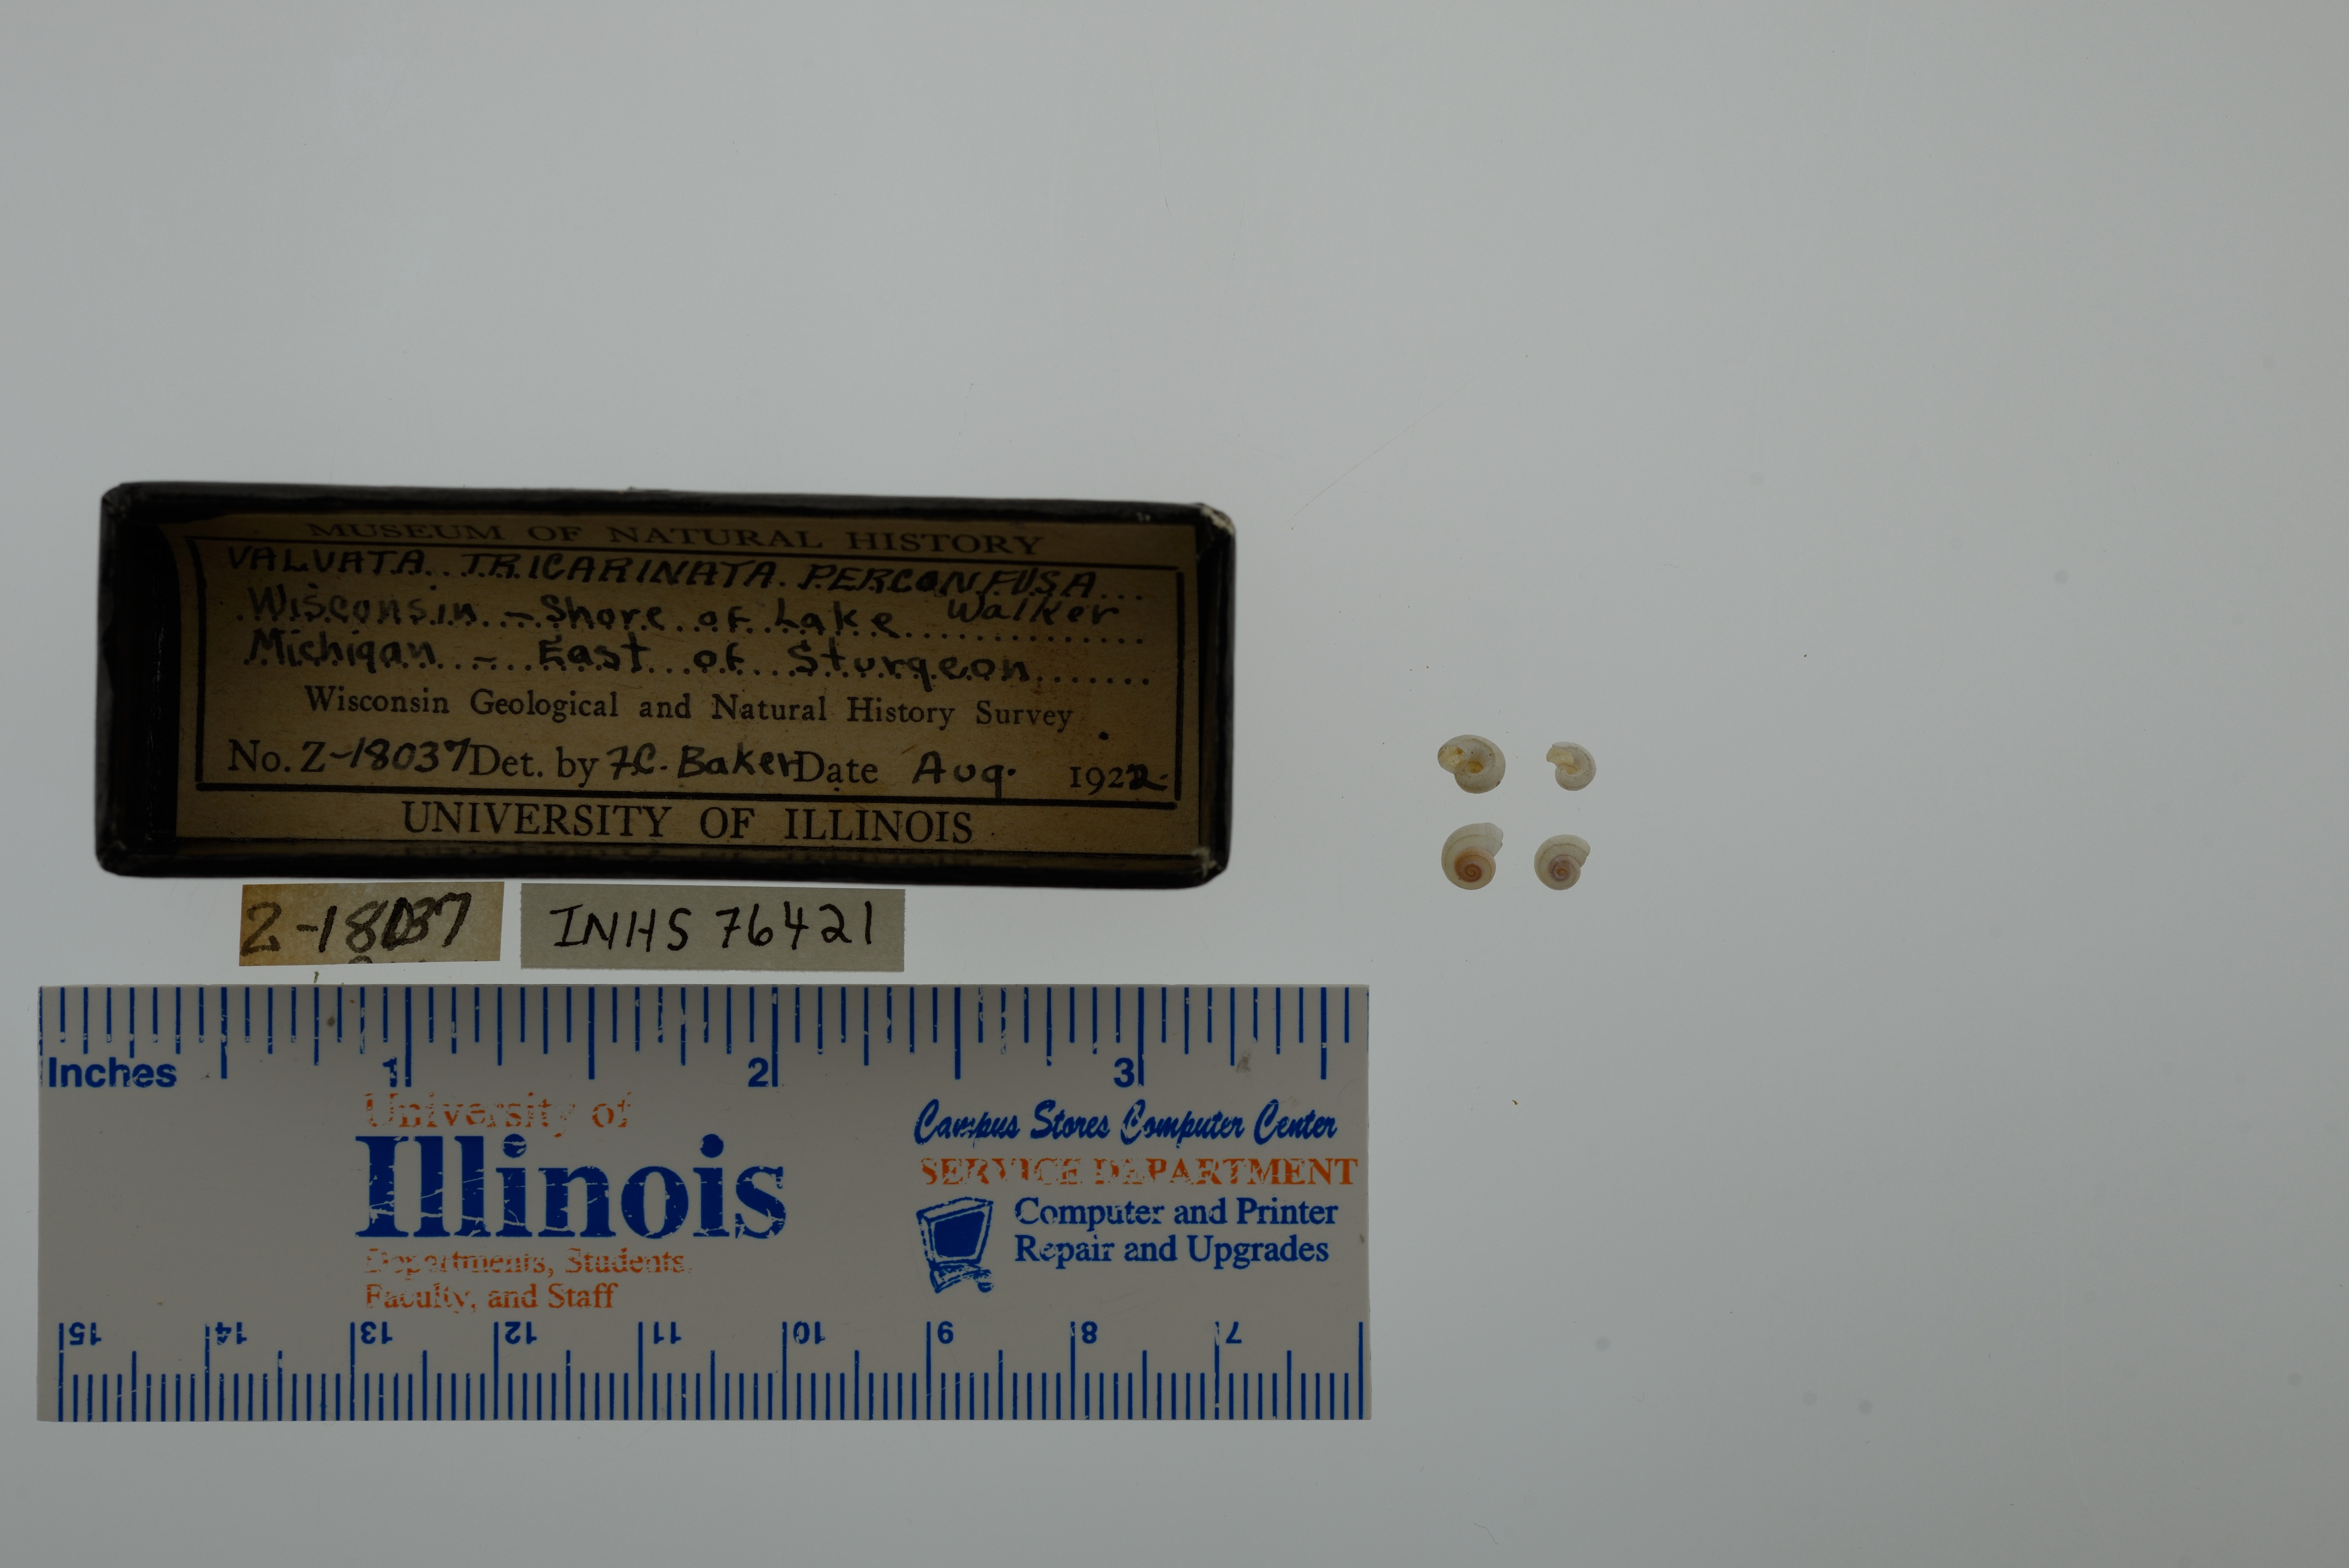 MUSEUM OF NATURAL HISTORY
VALVATA TRICARINATA PERCONFUSA
Walker
Wisconsin - Shore of Lake
Michigan - East of Sturgeon
Wisconsin Geological and Natural History Survey
No. Z-18037 Det. by F.C. Baker Date Aug. 1922
UNIVERSITY OF ILLINOIS
Z-18037
INHS 76421
Inches 1 2 3
University of
Illinois
Departments, Students,
Faculty, and Staff
Campus Stores Computer Center
SERVICE DEPARTMENT
Computer and Printer
Repair and Upgrades
15 14 13 12 11 10 9 8 7